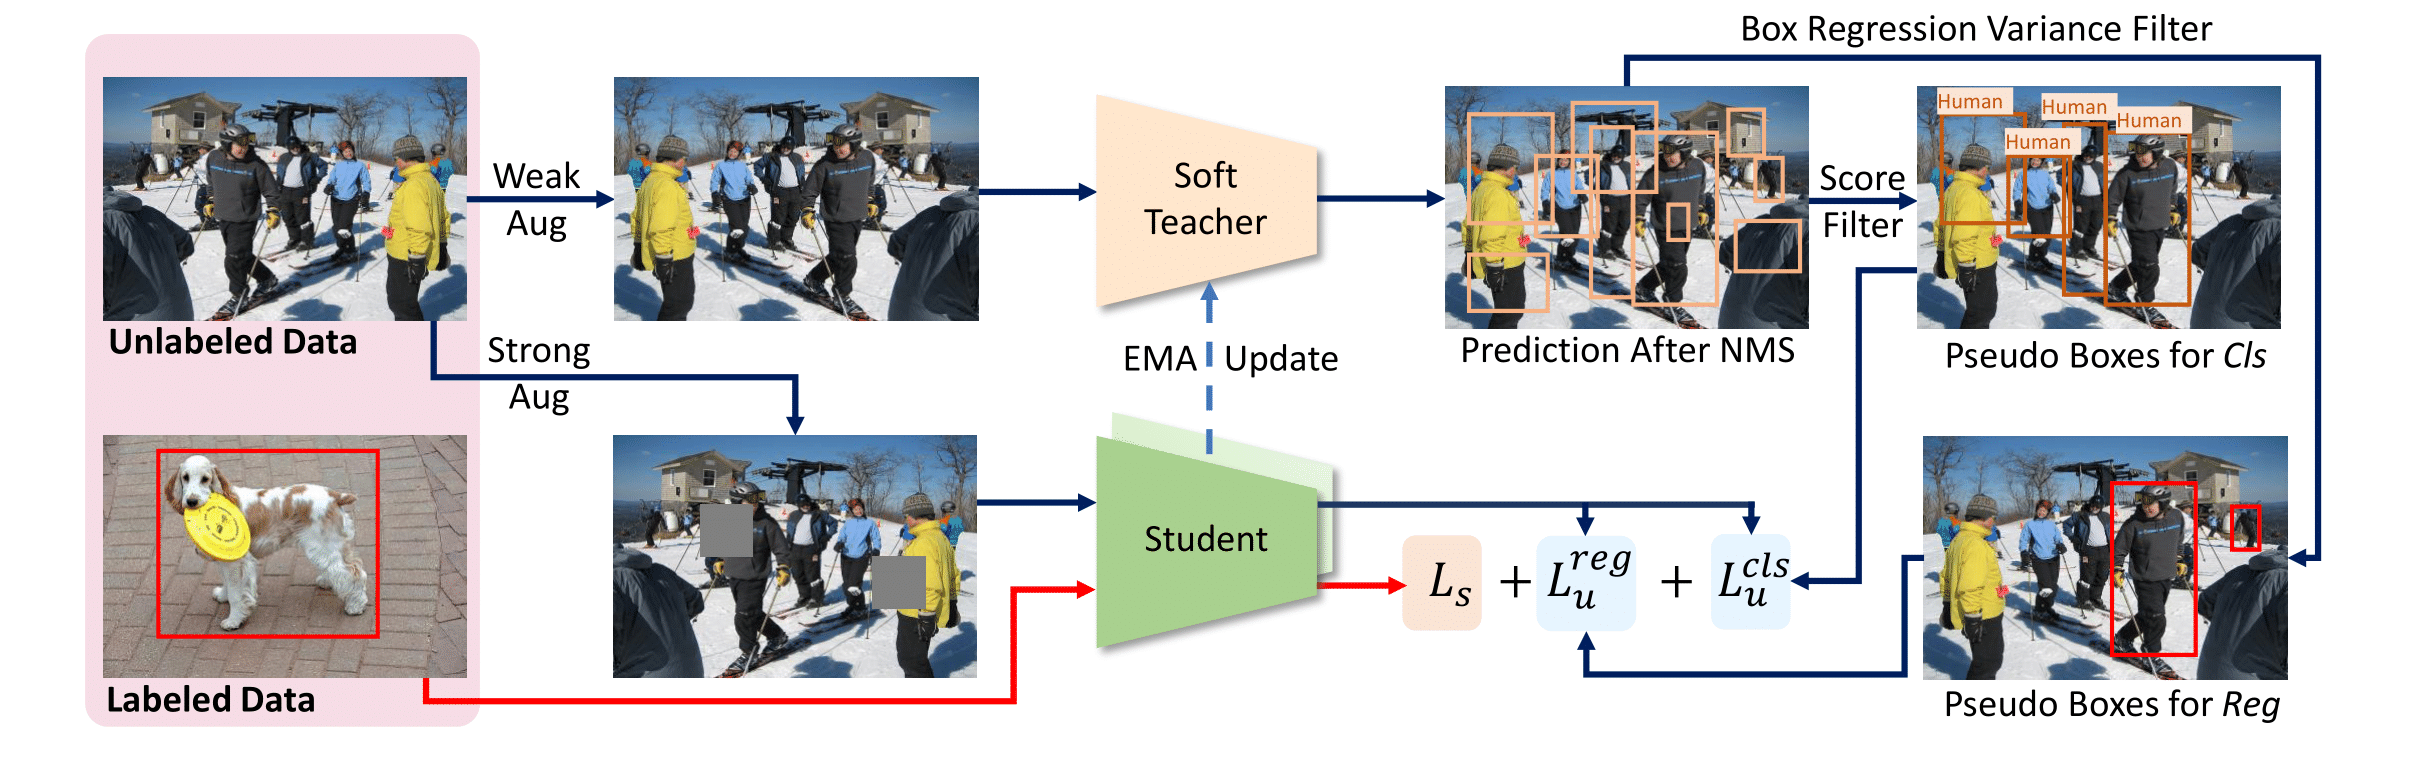 Box Regression Variance Filter
Weak
Aug
Unlabeled Data
Strong
Aug
Labeled Data
Soft
Teacher
EMA Update
Student
Prediction After NMS
Score
Filter
Human
Human
Human
Human
Pseudo Boxes for Cls
L_s + L_u^{reg} + L_u^{cls}
Pseudo Boxes for Reg